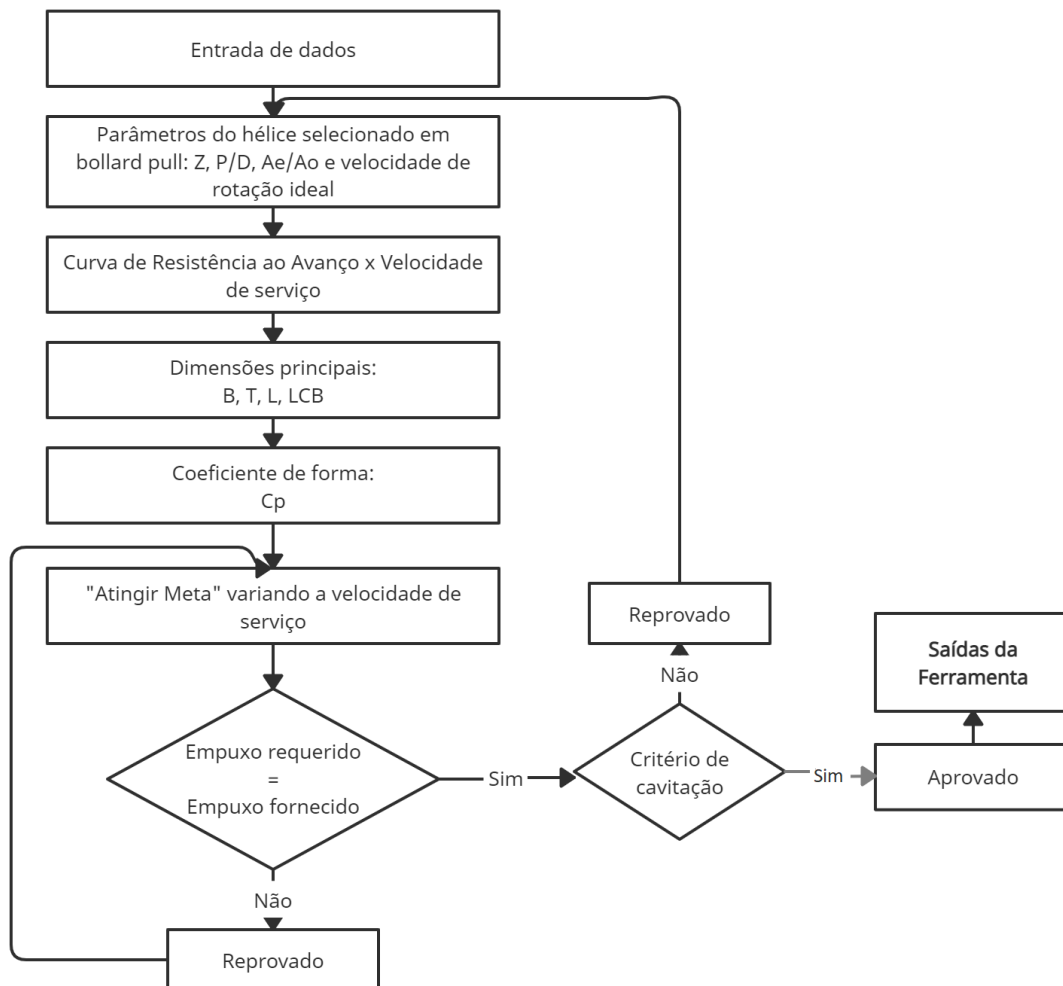 Entrada de dados
Parâmetros do hélice selecionado em
bollard pull: Z, P/D, Ae/Ao e velocidade de
rotação ideal
Curva de Resistência ao Avanço x Velocidade
de serviço
Dimensões principais:
B, T, L, LCB
Coeficiente de forma:
Cp
"Atingir Meta" variando a velocidade de
serviço
Empuxo requerido
=
Empuxo fornecido
Não
Reprovado
Sim
Critério de
cavitação
Não
Reprovado
Sim
Aprovado
Saídas da
Ferramenta